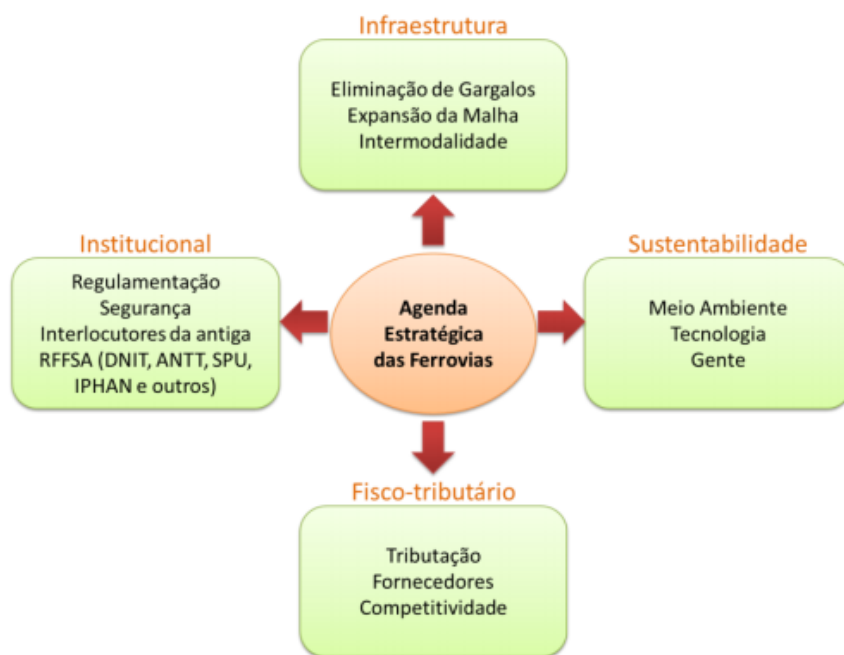 Infraestrutura
Eliminação de Gargalos
Expansão da Malha
Intermodalidade
Institucional
Regulamentação
Segurança
Interlocutores da antiga
RFFSA (DNIT, ANTT, SPU,
IPHAN e outros)
Agenda
Estratégica
das Ferrovias
Sustentabilidade
Meio Ambiente
Tecnologia
Gente
Fisco-tributário
Tributação
Fornecedores
Competitividade